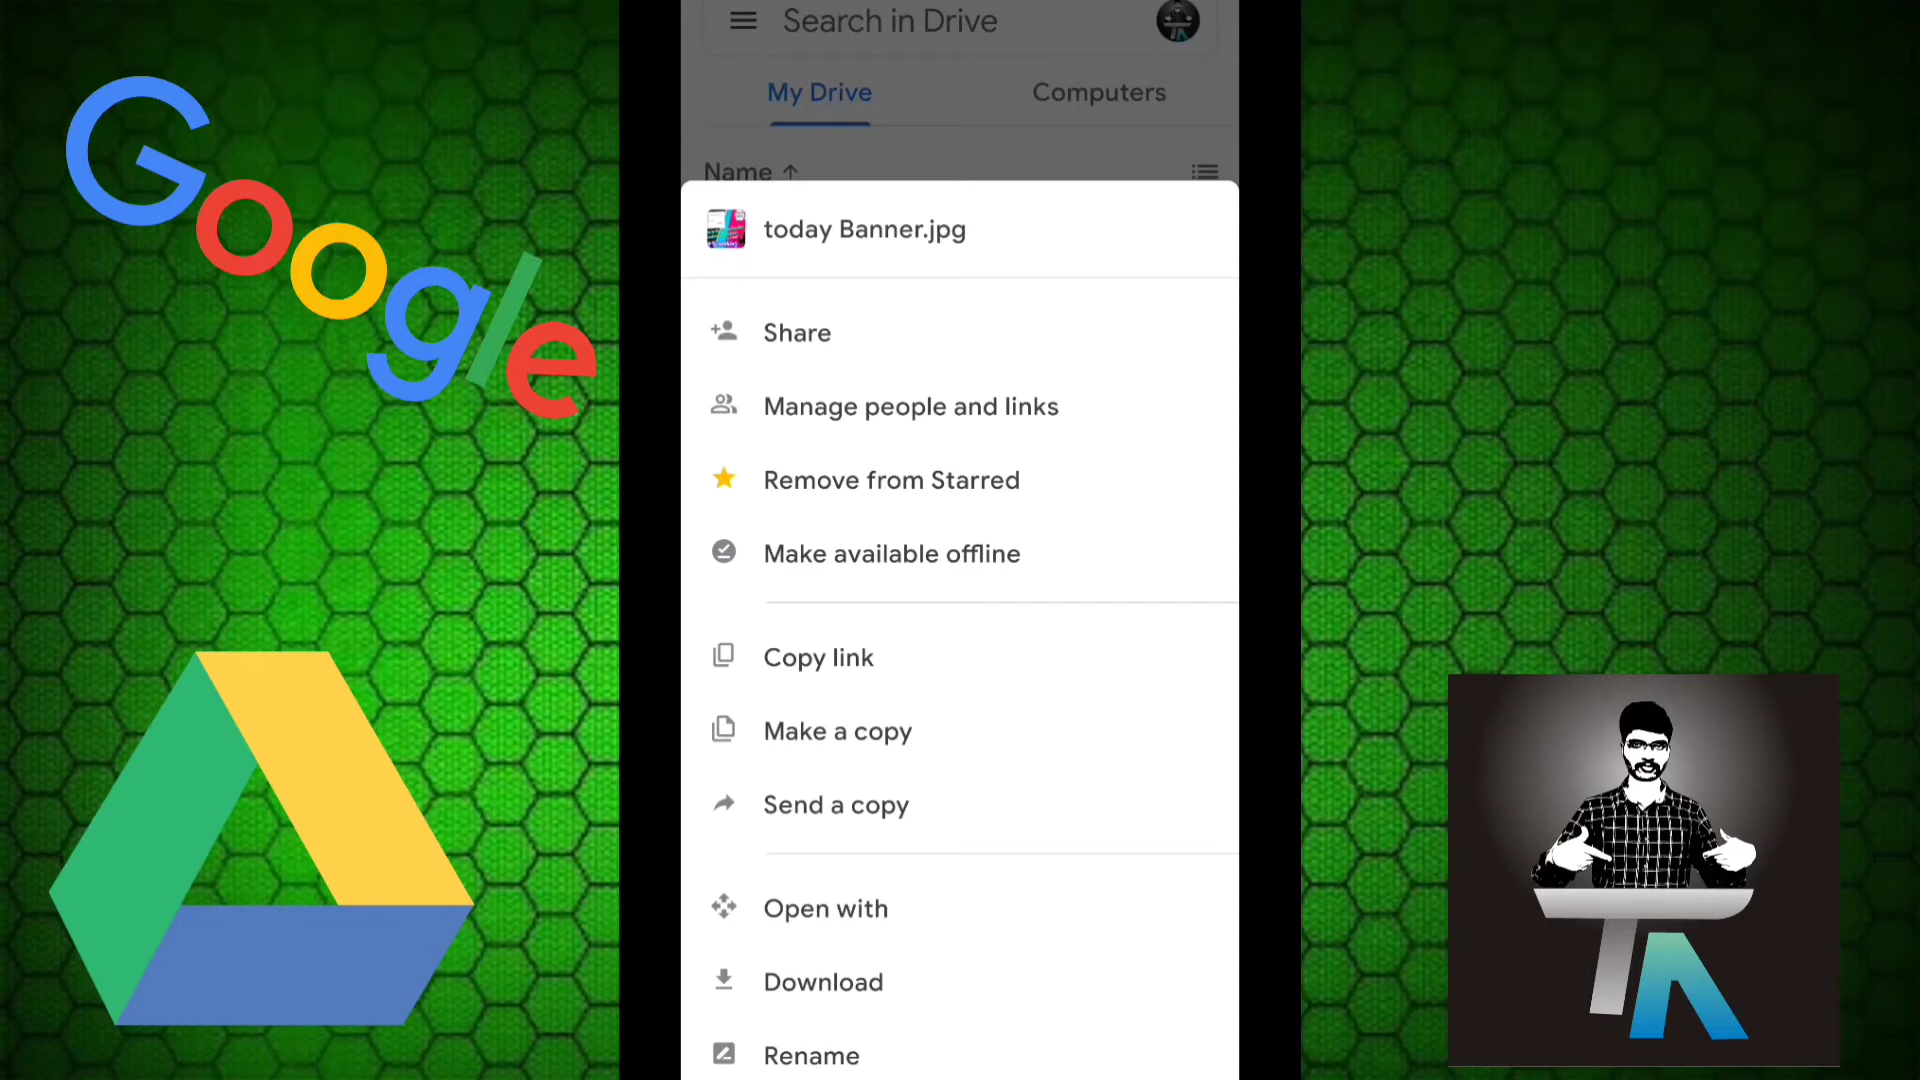 Google
Search in Drive
My Drive
Computers
Name
today Banner.jpg
Share
Manage people and links
Remove from Starred
Make available offline
Copy link
Make a copy
Send a copy
Open with
Download
Rename
TA